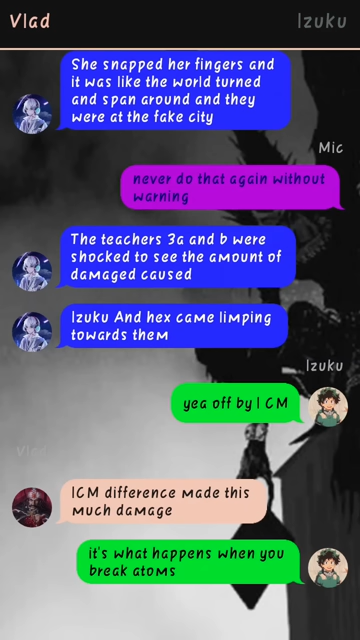 Vlad
Izuku
She snapped her fingers and
it was like the world turned
and span around and they
were at the fake city
Mic
never do that again without
warning
The teachers 3a and b were
shocked to see the amount of
damaged caused
Izuku And hex came limping
towards them
Izuku
yea off by 1 CM
Vlad
1CM difference made this
much damage
it's what happens when you
break atoms